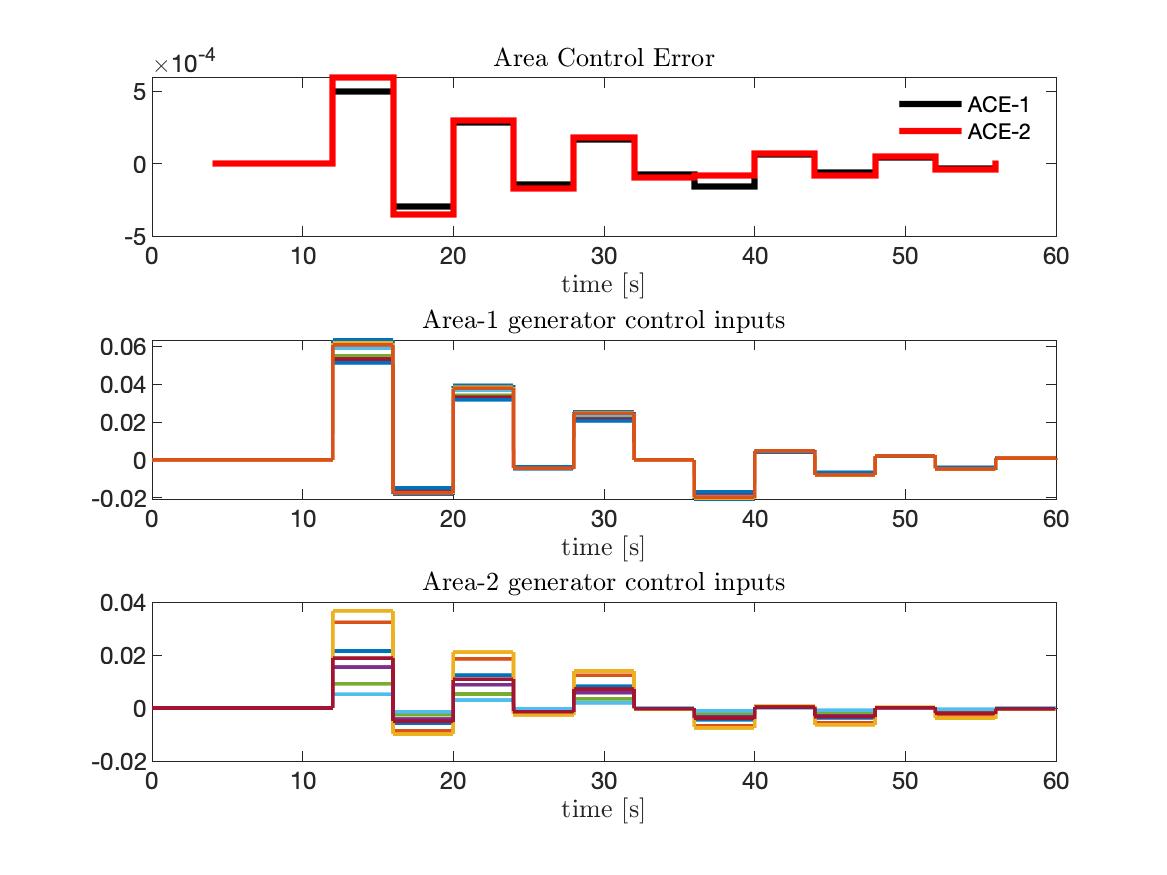 ×10⁻⁴
Area Control Error
5
0
-5
ACE-1
ACE-2
0 10 20 30 40 50 60
time [s]
Area-1 generator control inputs
0.06
0.04
0.02
0
-0.02
0 10 20 30 40 50 60
time [s]
Area-2 generator control inputs
0.04
0.02
0
-0.02
0 10 20 30 40 50 60
time [s]